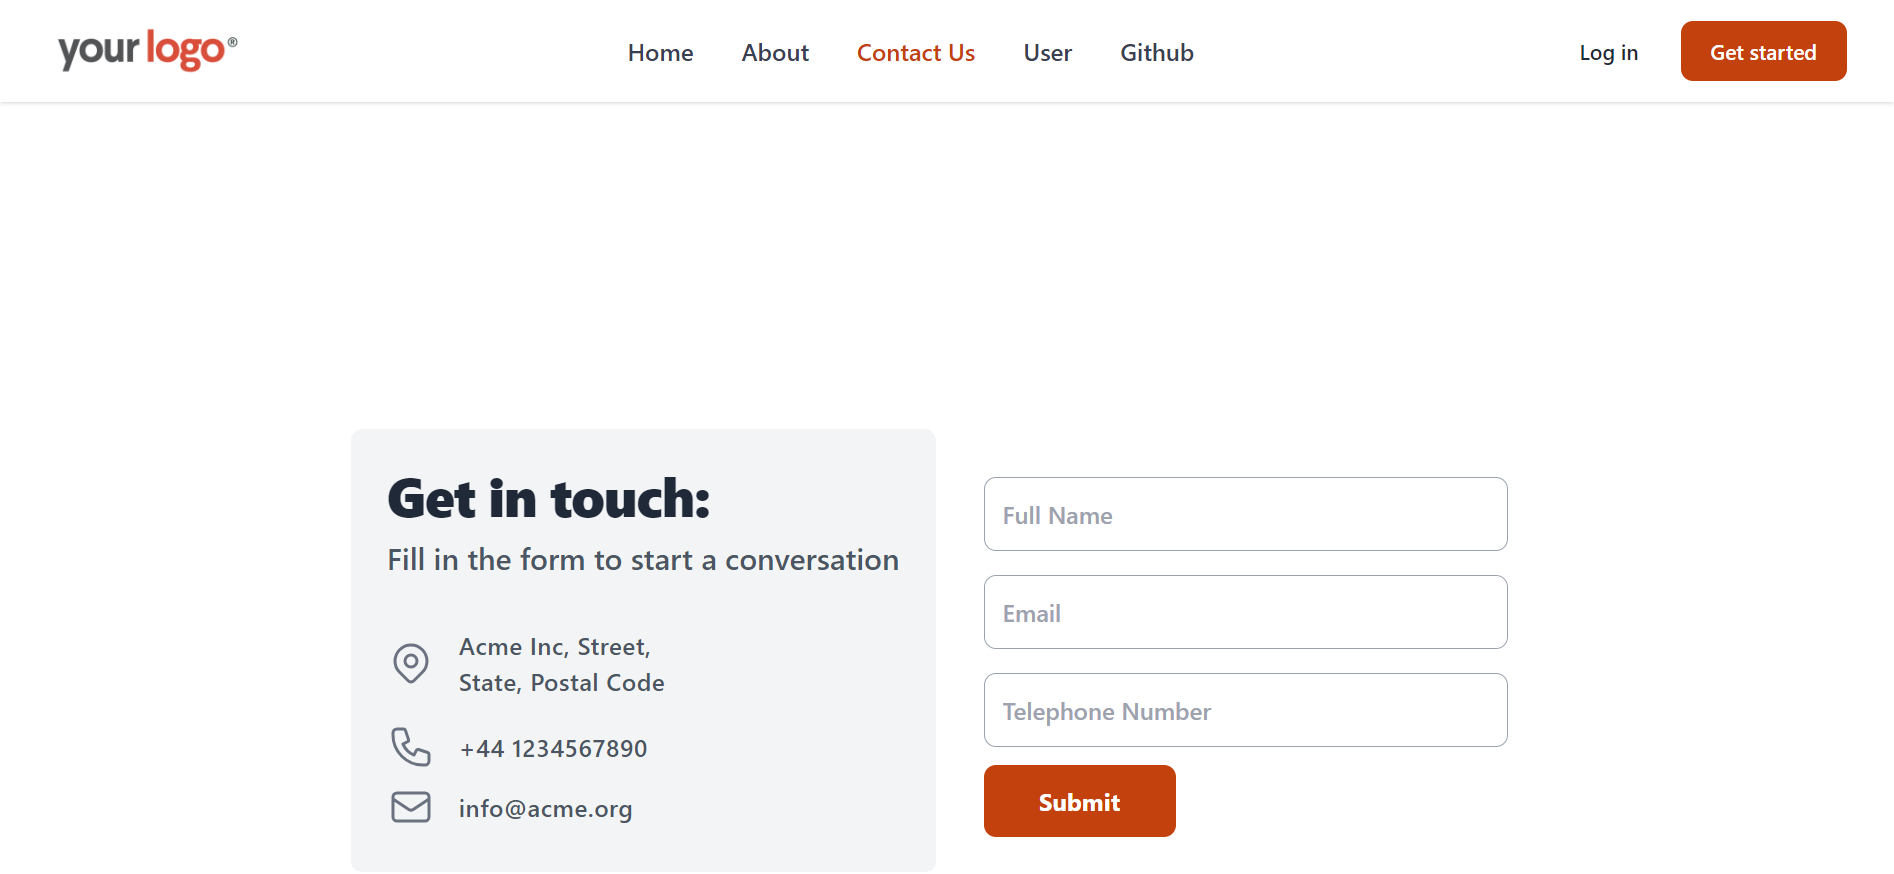 your logo®
Home
About
Contact Us
User
Github
Log in
Get started
Get in touch:
Fill in the form to start a conversation
Acme Inc, Street,
State, Postal Code
+44 1234567890
info@acme.org
Full Name
Email
Telephone Number
Submit